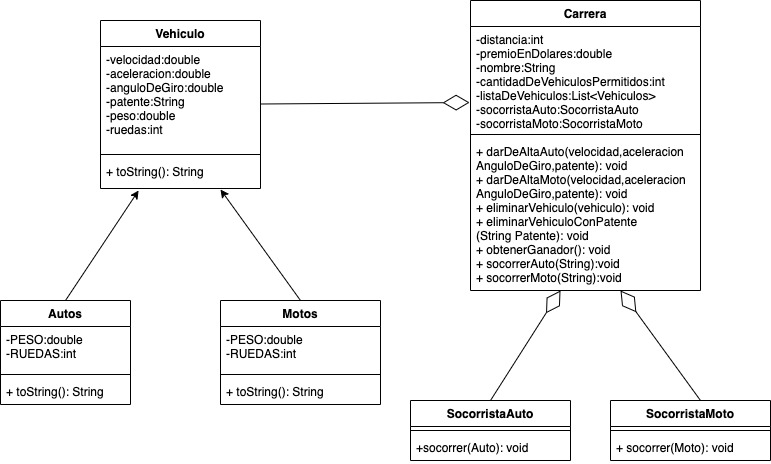 Vehiculo
-velocidad:double
-aceleracion:double
-anguloDeGiro:double
-patente:String
-peso:double
-ruedas:int
+ toString(): String
Carrera
-distancia:int
-premioEnDolares:double
-nombre:String
-cantidadDeVehiculosPermitidos:int
-listaDeVehiculos:List<Vehiculos>
-socorristaAuto:SocorristaAuto
-socorristaMoto:SocorristaMoto
+ darDeAltaAuto(velocidad,aceleracion
AnguloDeGiro,patente): void
+ darDeAltaMoto(velocidad,aceleracion
AnguloDeGiro,patente): void
+ eliminarVehiculo(vehiculo): void
+ eliminarVehiculoConPatente
(String Patente): void
+ obtenerGanador(): void
+ socorrerAuto(String):void
+ socorrerMoto(String):void
Autos
-PESO:double
-RUEDAS:int
+ toString(): String
Motos
-PESO:double
-RUEDAS:int
+ toString(): String
SocorristaAuto
+socorrer(Auto): void
SocorristaMoto
+ socorrer(Moto): void